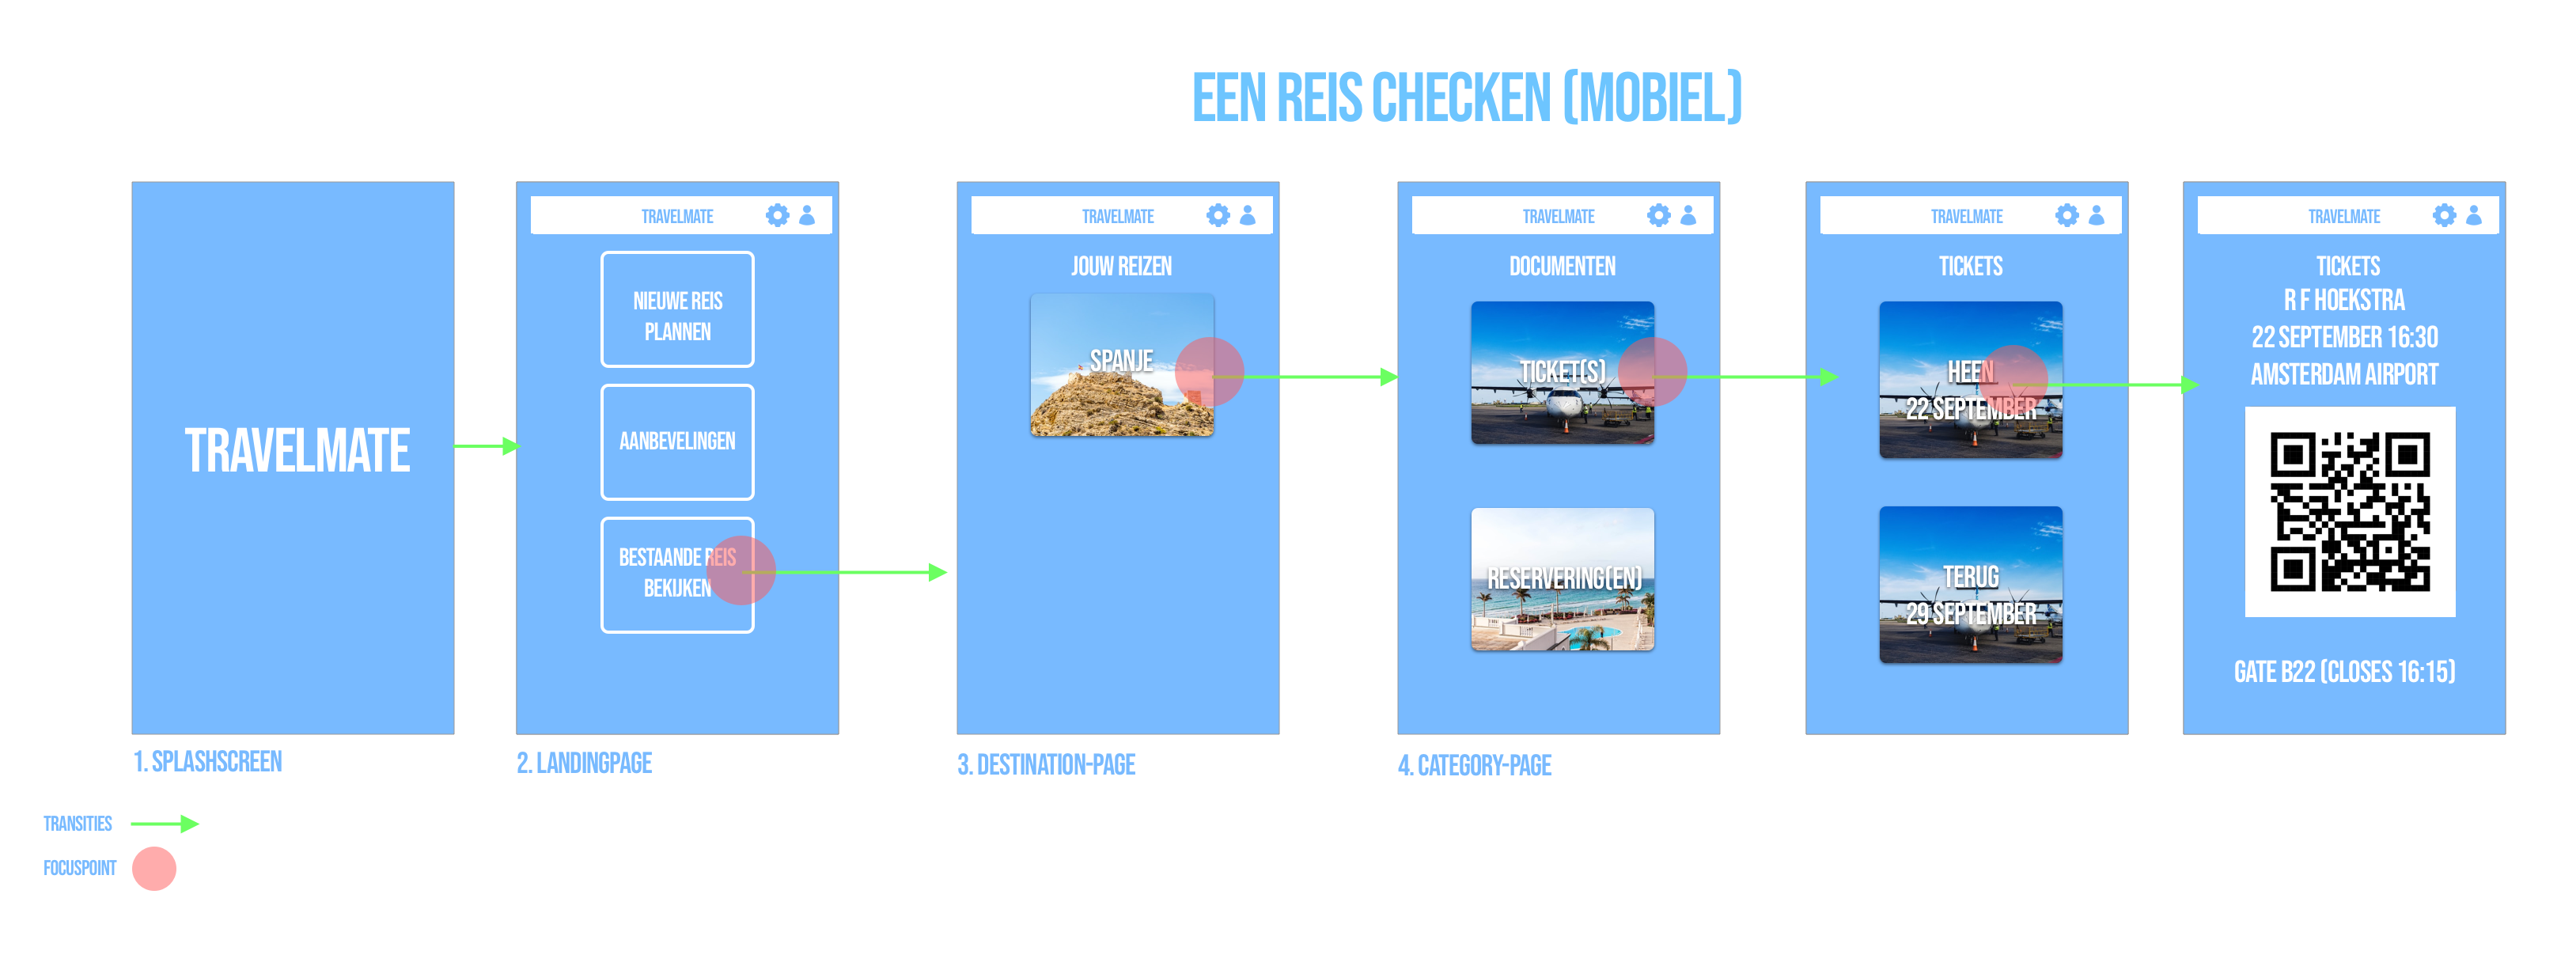 EEN REIS CHECKEN (MOBIEL)
TRAVELMATE
1. SPLASHSCREEN
TRAVELMATE
NIEUWE REIS
PLANNEN
AANBEVELINGEN
BESTAANDE REIS
BEKIJKEN
2. LANDINGPAGE
TRAVELMATE
JOUW REIZEN
SPANJE
3. DESTINATION-PAGE
TRAVELMATE
DOCUMENTEN
TICKET(S)
RESERVERING(EN)
4. CATEGORY-PAGE
TRAVELMATE
TICKETS
HEEN
22 SEPTEMBER
TERUG
29 SEPTEMBER
TRAVELMATE
TICKETS
R F HOEKSTRA
22 SEPTEMBER 16:30
AMSTERDAM AIRPORT
GATE B22 (CLOSES 16:15)
TRANSITIES
FOCUSPOINT